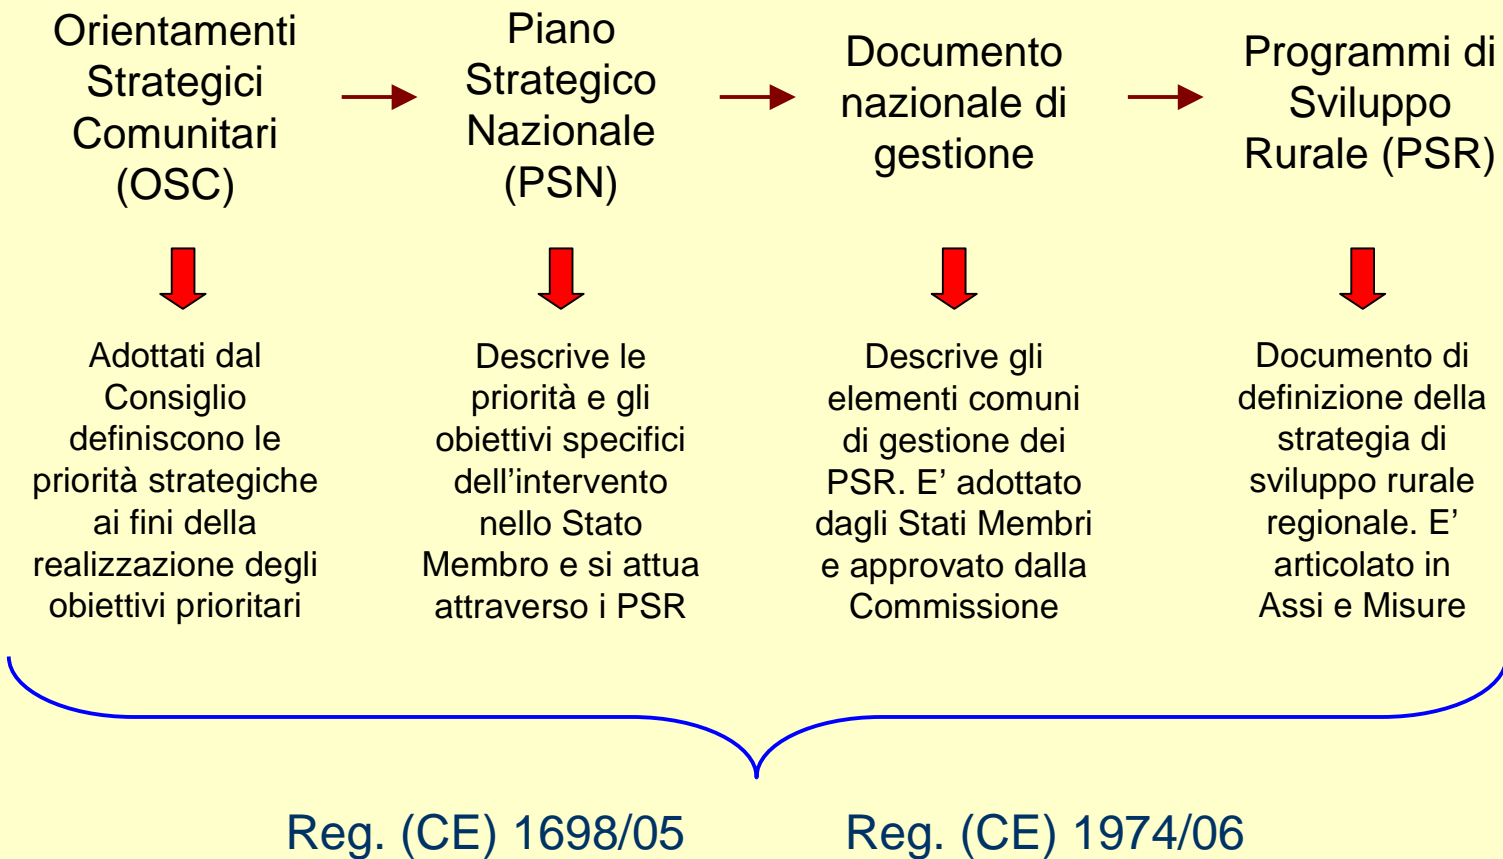 Orientamenti
Strategici
Comunitari
(OSC)
Piano
Strategico
Nazionale
(PSN)
Documento
nazionale di
gestione
Programmi di
Sviluppo
Rurale (PSR)
Adottati dal
Consiglio
definiscono le
priorità strategiche
ai fini della
realizzazione degli
obiettivi prioritari
Descrive le
priorità e gli
obiettivi specifici
dell’intervento
nello Stato
Membro e si attua
attraverso i PSR
Descrive gli
elementi comuni
di gestione dei
PSR. E’ adottato
dagli Stati Membri
e approvato dalla
Commissione
Documento di
definizione della
strategia di
sviluppo rurale
regionale. E’
articolato in
Assi e Misure
Reg. (CE) 1698/05
Reg. (CE) 1974/06